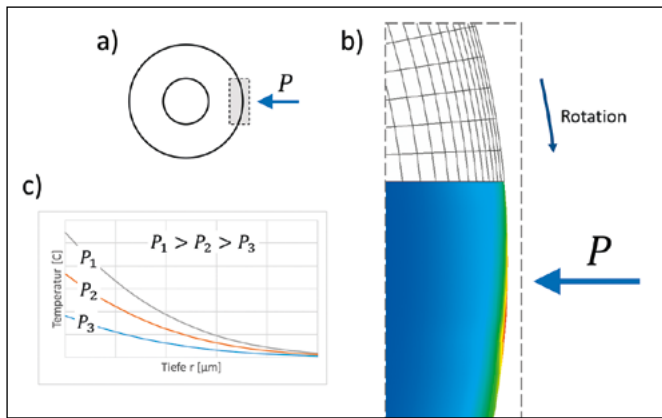 a)
P
b)
Rotation
P
c)
P₁ > P₂ > P₃
P₁
P₂
P₃
Temperatur [C]
Tiefe r [µm]